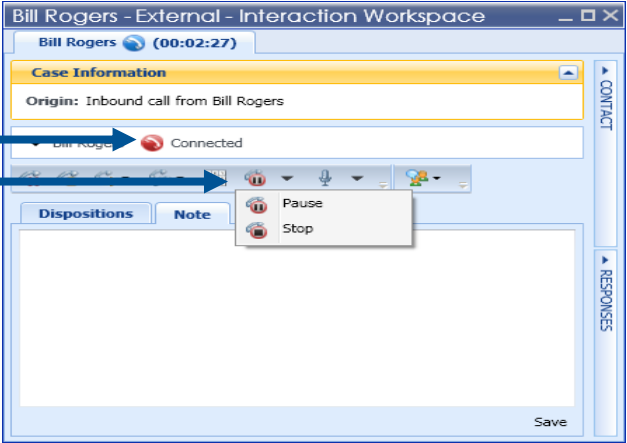 Bill Rogers - External - Interaction Workspace
Bill Rogers (00:02:27)
Case Information
Origin: Inbound call from Bill Rogers
Connected
Pause
Stop
Dispositions Note
Save
CONTACT
RESPONSES